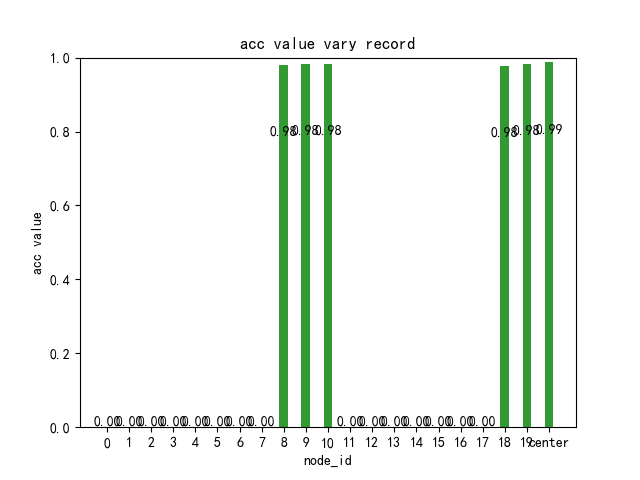 acc value vary record
1.0
0.8
0.6
0.4
0.2
0.0
acc value
0.98 0.98 0.98 0.98 0.98 0.99
0.00 0.00 0.00 0.00 0.00 0.00 0.00 0.00 0.00 0.00 0.00 0.00 0.00 0.00 0.00
0 1 2 3 4 5 6 7 8 9 10 11 12 13 14 15 16 17 18 19 center
node_id